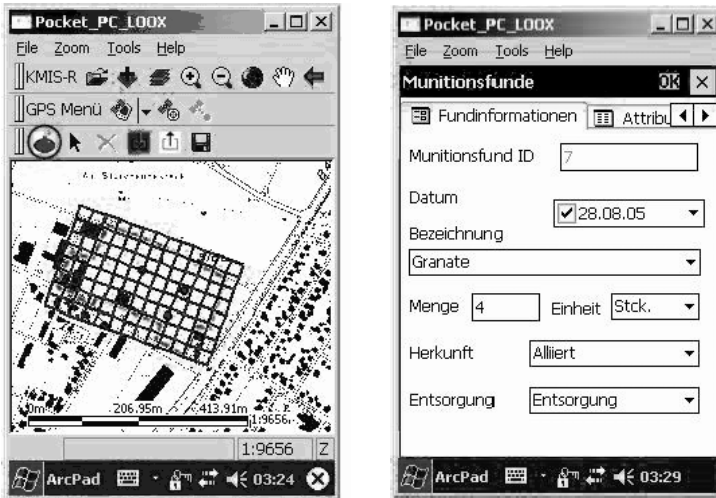 Pocket_PC_LOOX
File Zoom Tools Help
KMIS-R
GPS Menü
0m 206.95m 413.91m
1:9656
1:9656 Z
ArcPad 03:24
Pocket_PC_LOOX
File Zoom Tools Help
Munitionsfunde OK
Fundinformationen Attribu
Munitionsfund ID 7
Datum
28.08.05
Bezeichnung
Granate
Menge 4 Einheit Stck.
Herkunft Alliiert
Entsorgung Entsorgung
ArcPad 03:29